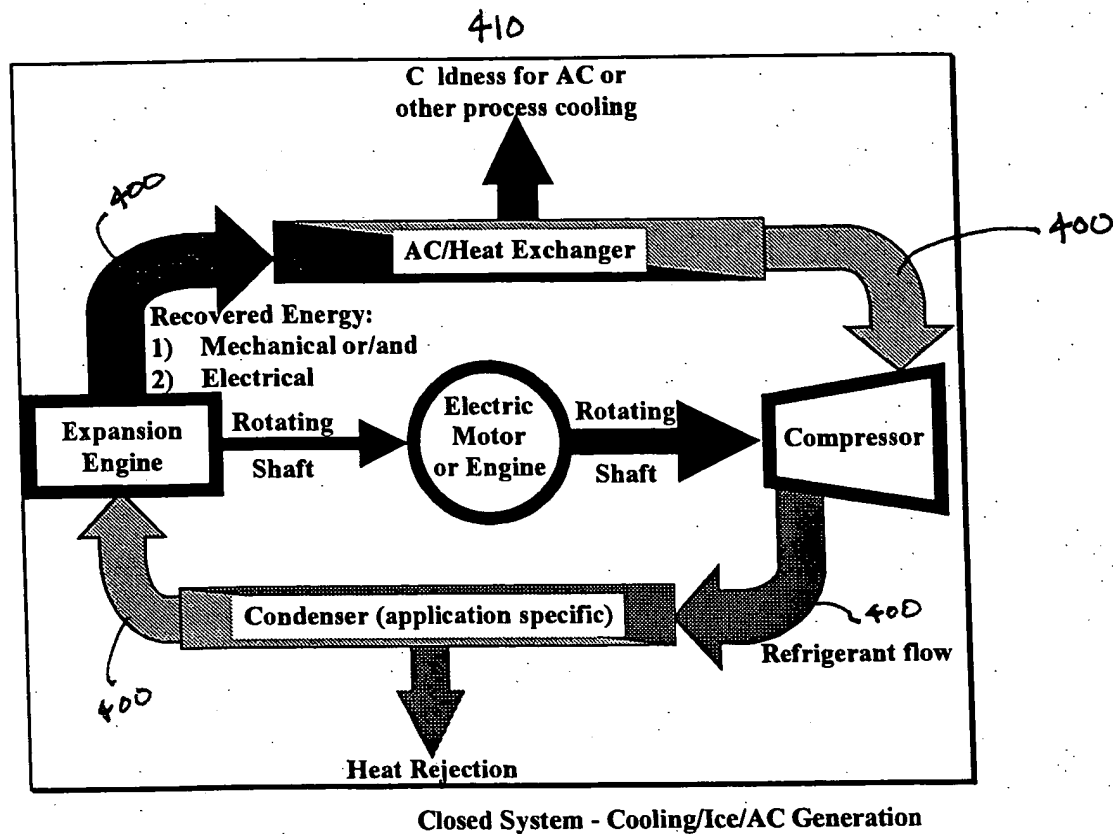 410
C ldness for AC or
other process cooling
400
400
AC/Heat Exchanger
Recovered Energy:
1) Mechanical or/and
2) Electrical
Expansion
Engine
Rotating
Shaft
Electric
Motor
or Engine
Rotating
Shaft
Compressor
Condenser (application specific)
400
Refrigerant flow
400
Heat Rejection
Closed System - Cooling/Ice/AC Generation